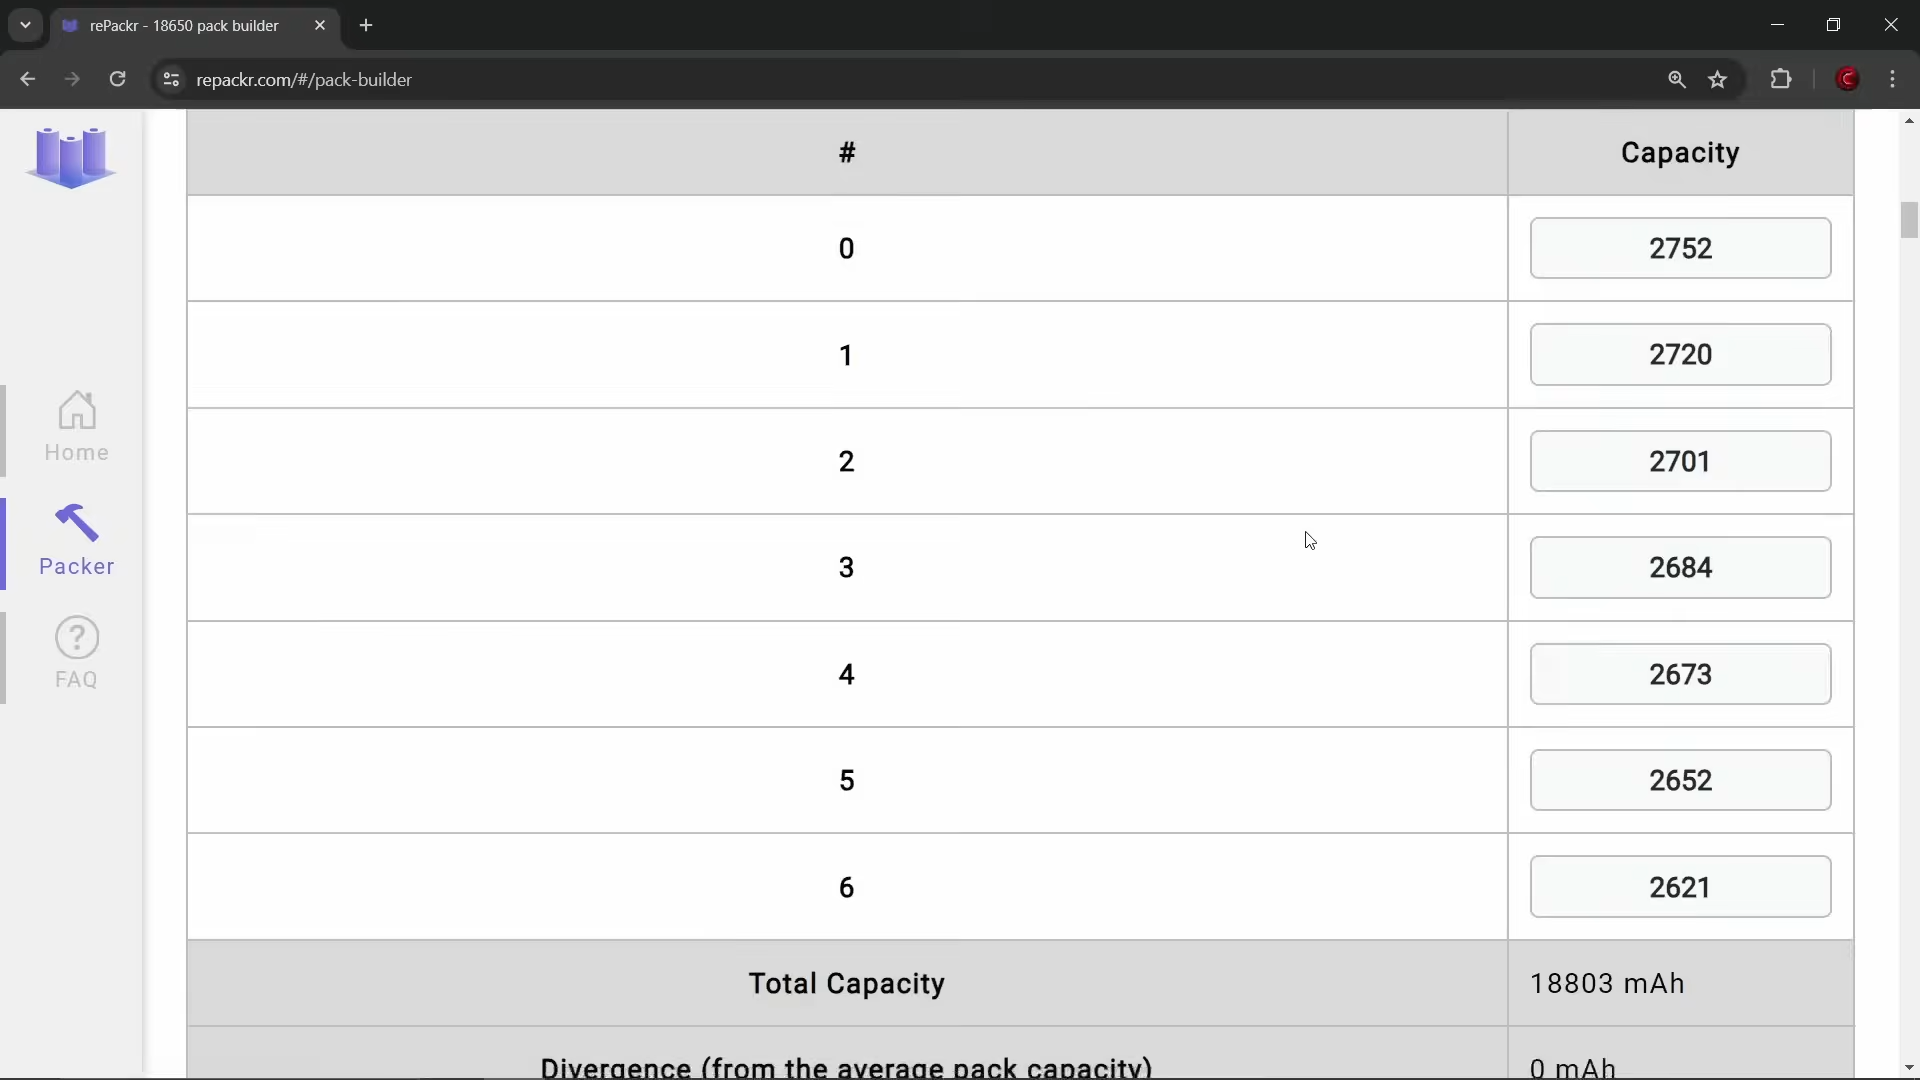 rePackr - 18650 pack builder
repackr.com/#/pack-builder
# Capacity
0 2752
1 2720
2 2701
3 2684
4 2673
5 2652
6 2621
Total Capacity 18803 mAh
Divergence (from the average pack capacity) 0 mAh
Home
Packer
FAQ